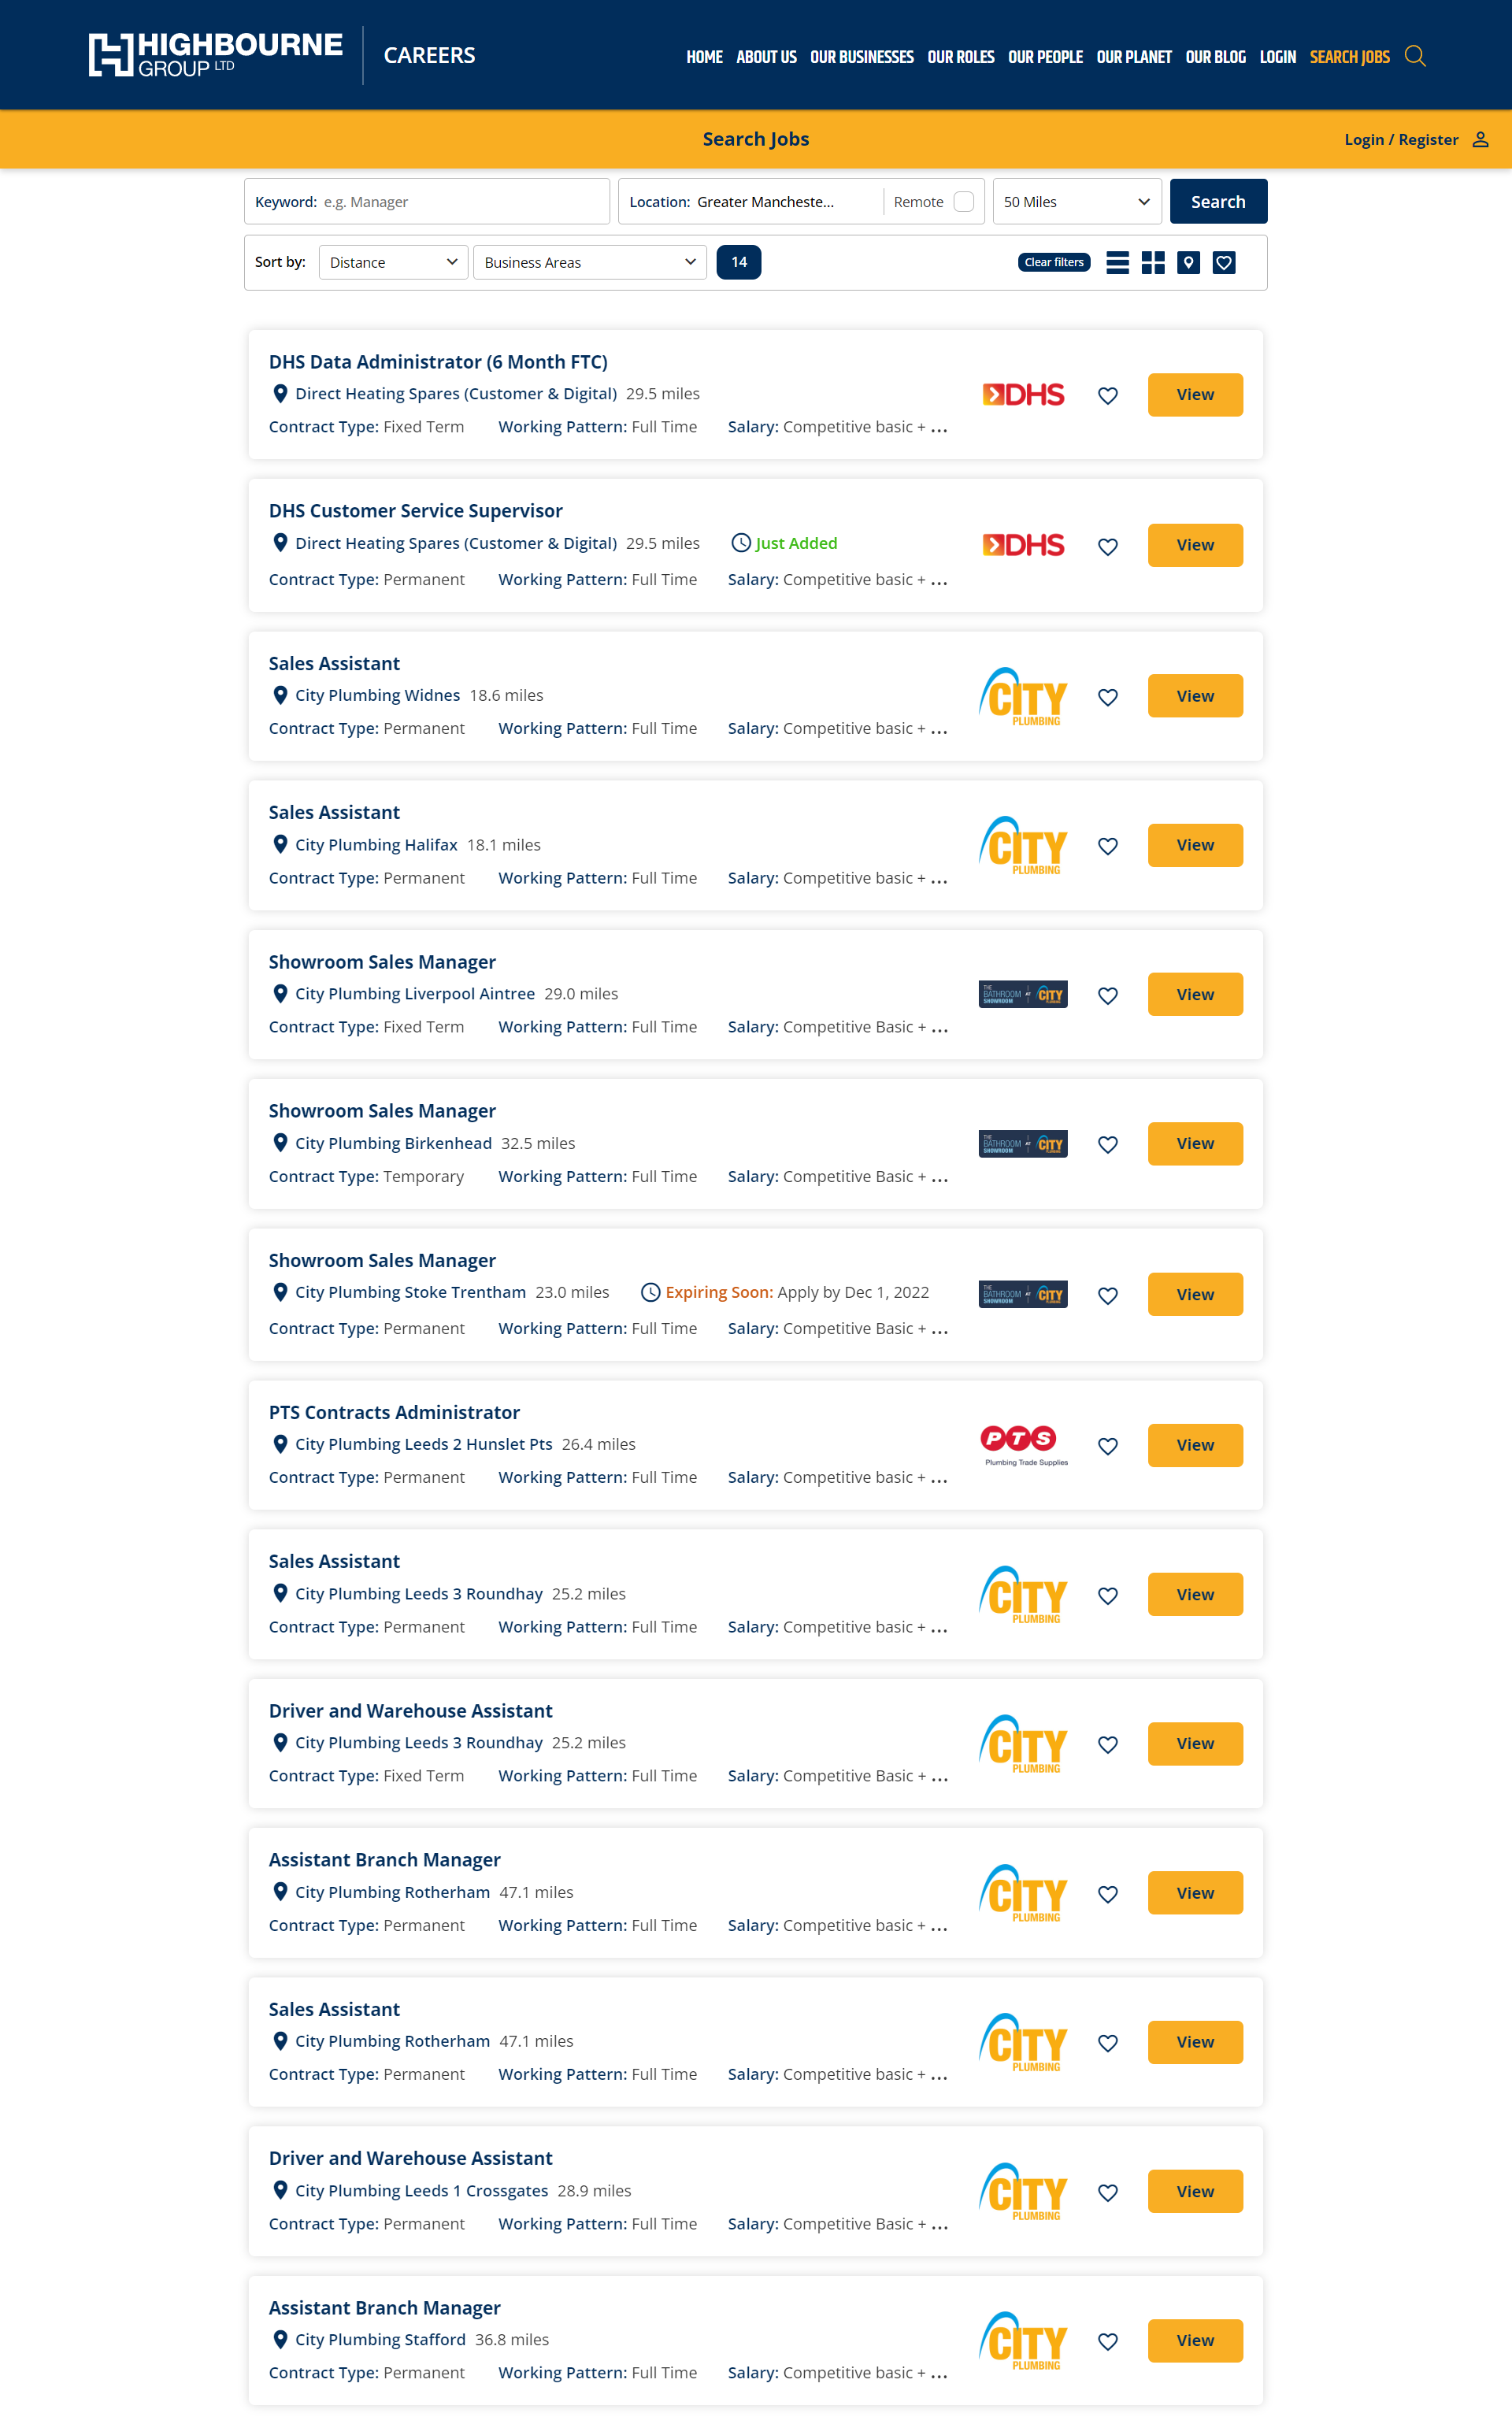 HIGHBOURNE
GROUP LTD
CAREERS
HOME ABOUT US OUR BUSINESSES OUR ROLES OUR PEOPLE OUR PLANET OUR BLOG LOGIN SEARCH JOBS
Search Jobs
Login / Register
Keyword: e.g. Manager
Location: Greater Mancheste...
Remote
50 Miles
Search
Sort by: Distance Business Areas 14 Clear filters
DHS Data Administrator (6 Month FTC)
Direct Heating Spares (Customer & Digital) 29.5 miles
Contract Type: Fixed Term Working Pattern: Full Time Salary: Competitive basic + ...
DHS
View
DHS Customer Service Supervisor
Direct Heating Spares (Customer & Digital) 29.5 miles Just Added
Contract Type: Permanent Working Pattern: Full Time Salary: Competitive basic + ...
DHS
View
Sales Assistant
City Plumbing Widnes 18.6 miles
Contract Type: Permanent Working Pattern: Full Time Salary: Competitive basic + ...
CITY
PLUMBING
View
Sales Assistant
City Plumbing Halifax 18.1 miles
Contract Type: Permanent Working Pattern: Full Time Salary: Competitive basic + ...
CITY
PLUMBING
View
Showroom Sales Manager
City Plumbing Liverpool Aintree 29.0 miles
Contract Type: Fixed Term Working Pattern: Full Time Salary: Competitive Basic + ...
THE
BATHROOM AT CITY
SHOWROOM PLUMBING
View
Showroom Sales Manager
City Plumbing Birkenhead 32.5 miles
Contract Type: Temporary Working Pattern: Full Time Salary: Competitive Basic + ...
THE
BATHROOM AT CITY
SHOWROOM PLUMBING
View
Showroom Sales Manager
City Plumbing Stoke Trentham 23.0 miles Expiring Soon: Apply by Dec 1, 2022
Contract Type: Permanent Working Pattern: Full Time Salary: Competitive Basic + ...
THE
BATHROOM AT CITY
SHOWROOM PLUMBING
View
PTS Contracts Administrator
City Plumbing Leeds 2 Hunslet Pts 26.4 miles
Contract Type: Permanent Working Pattern: Full Time Salary: Competitive basic + ...
PTS
Plumbing Trade Supplies
View
Sales Assistant
City Plumbing Leeds 3 Roundhay 25.2 miles
Contract Type: Permanent Working Pattern: Full Time Salary: Competitive basic + ...
CITY
PLUMBING
View
Driver and Warehouse Assistant
City Plumbing Leeds 3 Roundhay 25.2 miles
Contract Type: Fixed Term Working Pattern: Full Time Salary: Competitive Basic + ...
CITY
PLUMBING
View
Assistant Branch Manager
City Plumbing Rotherham 47.1 miles
Contract Type: Permanent Working Pattern: Full Time Salary: Competitive basic + ...
CITY
PLUMBING
View
Sales Assistant
City Plumbing Rotherham 47.1 miles
Contract Type: Permanent Working Pattern: Full Time Salary: Competitive basic + ...
CITY
PLUMBING
View
Driver and Warehouse Assistant
City Plumbing Leeds 1 Crossgates 28.9 miles
Contract Type: Permanent Working Pattern: Full Time Salary: Competitive Basic + ...
CITY
PLUMBING
View
Assistant Branch Manager
City Plumbing Stafford 36.8 miles
Contract Type: Permanent Working Pattern: Full Time Salary: Competitive basic + ...
CITY
PLUMBING
View